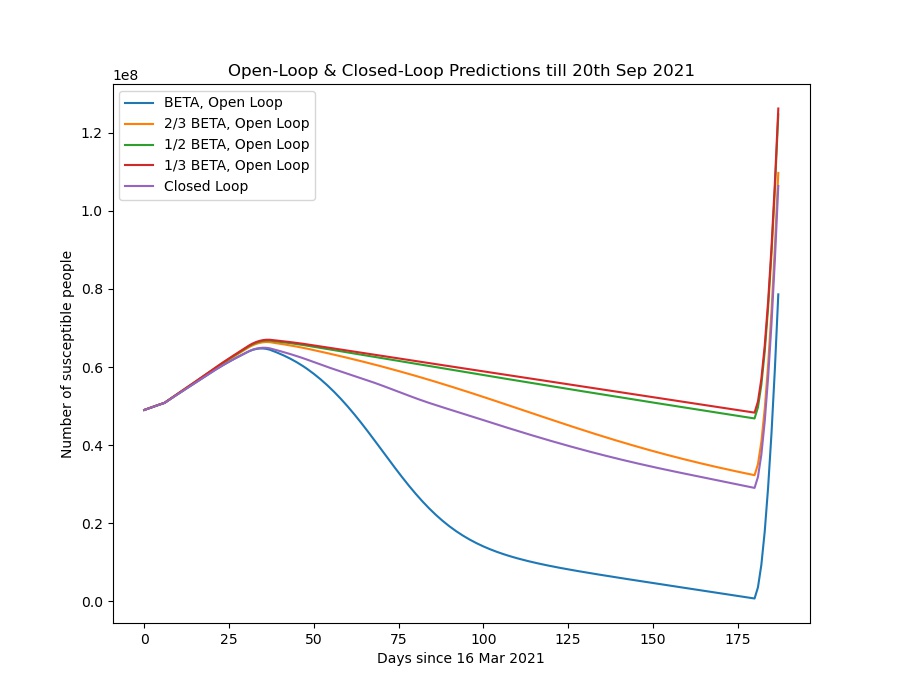 Open-Loop & Closed-Loop Predictions till 20th Sep 2021
1e8
BETA, Open Loop
2/3 BETA, Open Loop
1/2 BETA, Open Loop
1/3 BETA, Open Loop
Closed Loop
Number of susceptible people
1.2
1.0
0.8
0.6
0.4
0.2
0.0
0 25 50 75 100 125 150 175
Days since 16 Mar 2021